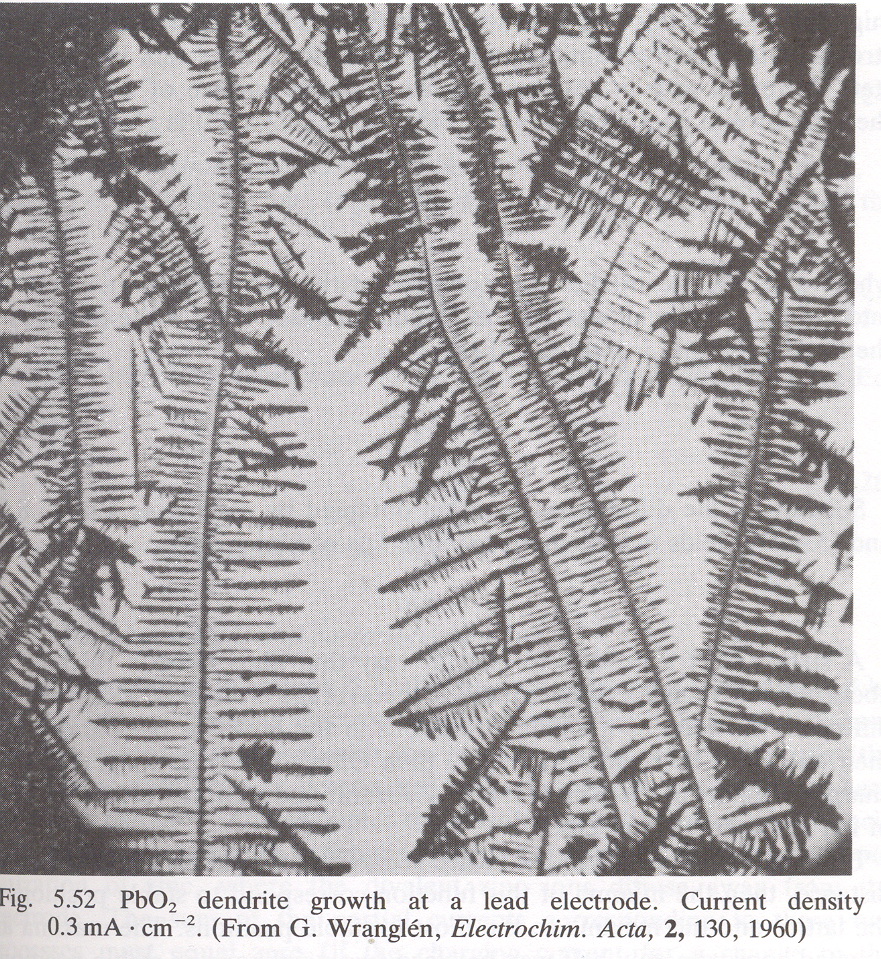 Fig. 5.52 PbO₂ dendrite growth at a lead electrode. Current density
0.3 mA · cm⁻². (From G. Wranglén, Electrochim. Acta, 2, 130, 1960)